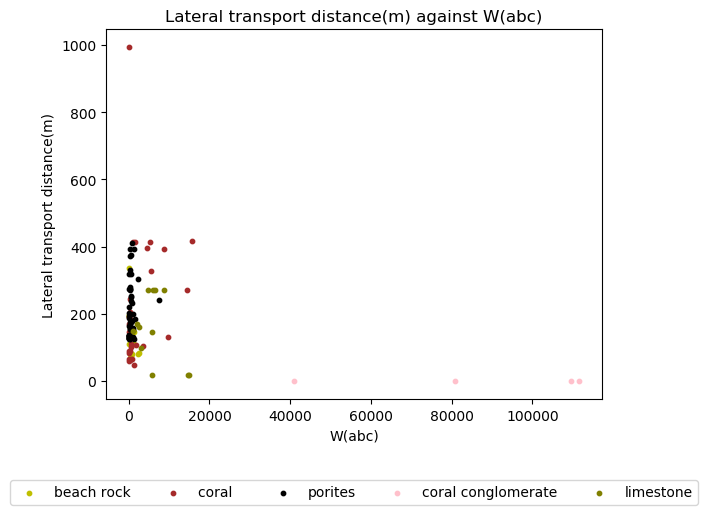 Lateral transport distance(m) against W(abc)
1000
800
600
400
200
0
Lateral transport distance(m)
0 20000 40000 60000 80000 100000
W(abc)
beach rock coral porites coral conglomerate limestone